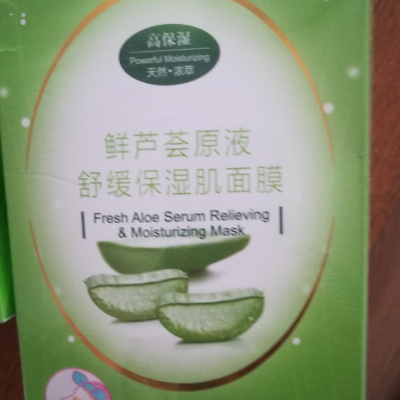 高保湿
Powerful Moisturizing
天然·浓萃
鲜芦荟原液
舒缓保湿肌面膜
Fresh Aloe Serum Relieving
& Moisturizing Mask